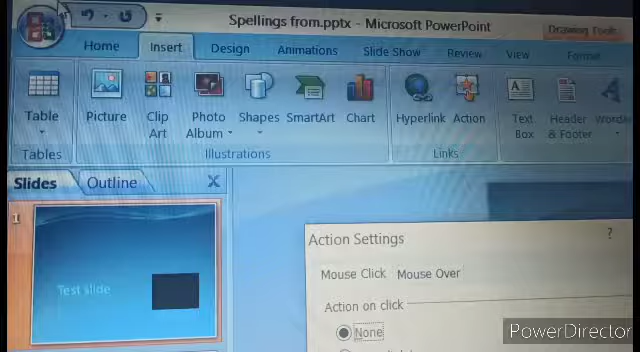 Spellings from.pptx - Microsoft PowerPoint
Drawing Tools
Home Insert Design Animations Slide Show Review View Format
Table Picture Clip Art Photo Album Shapes SmartArt Chart Hyperlink Action Text Box Header & Footer
Tables Illustrations Links
Slides Outline X
1
Test slide
Action Settings ?
Mouse Click Mouse Over
Action on click
None
PowerDirector